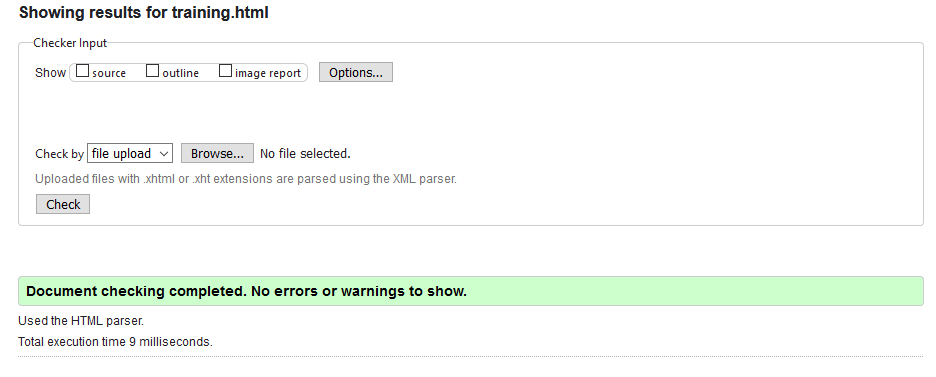 Showing results for training.html
Checker Input
Show source outline image report Options...
Check by file upload Browse... No file selected.
Uploaded files with .xhtml or .xht extensions are parsed using the XML parser.
Check
Document checking completed. No errors or warnings to show.
Used the HTML parser.
Total execution time 9 milliseconds.